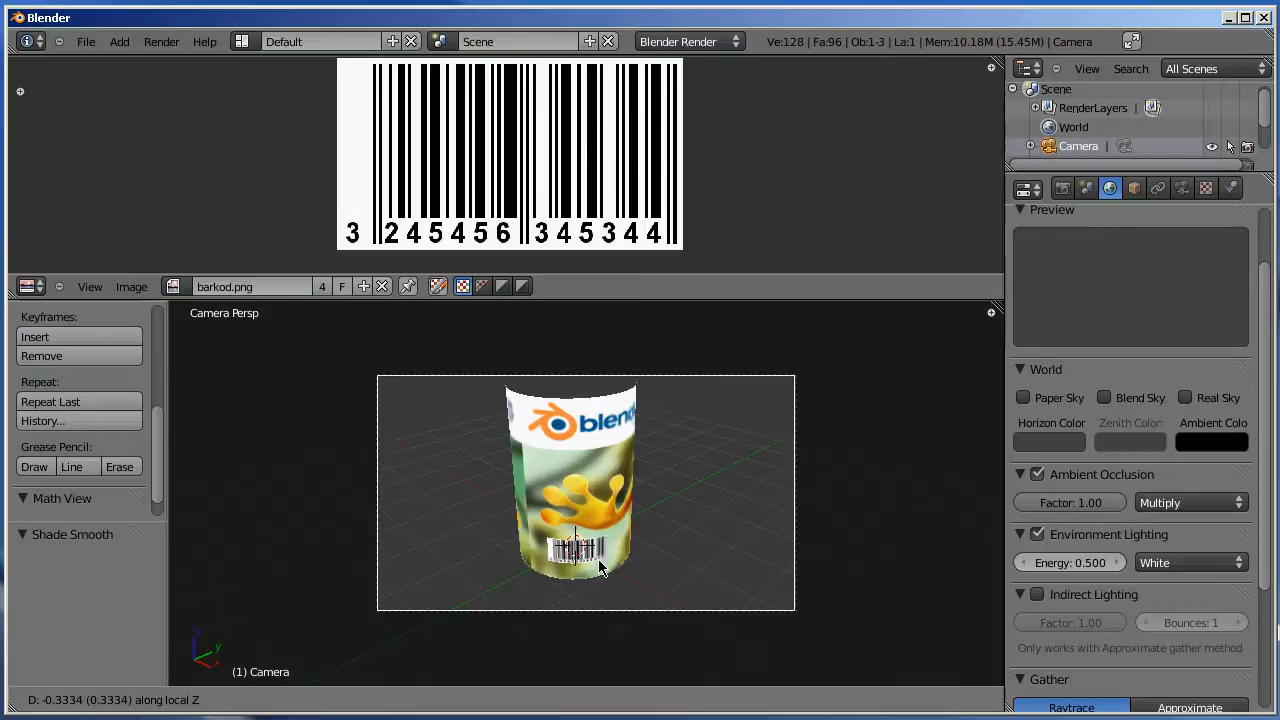 Blender
File Add Render Help Default Scene Blender Render Ve:128 | Fa:96 | Ob:1-3 | La:1 | Mem:10.18M (15.45M) | Camera
View Search All Scenes
Scene
RenderLayers |
World
Camera |
3 245456 345344
View Image barkod.png 4 F
Keyframes:
Insert
Remove
Repeat:
Repeat Last
History...
Grease Pencil:
Draw Line Erase
Math View
Shade Smooth
Camera Persp
blend
(1) Camera
D: -0.3334 (0.3334) along local Z
Preview
World
Paper Sky Blend Sky Real Sky
Horizon Color Zenith Color: Ambient Colo
Ambient Occlusion
Factor: 1.00 Multiply
Environment Lighting
Energy: 0.500 White
Indirect Lighting
Factor: 1.00 Bounces: 1
Only works with Approximate gather method
Gather
Raytrace Approximate
z
y
x